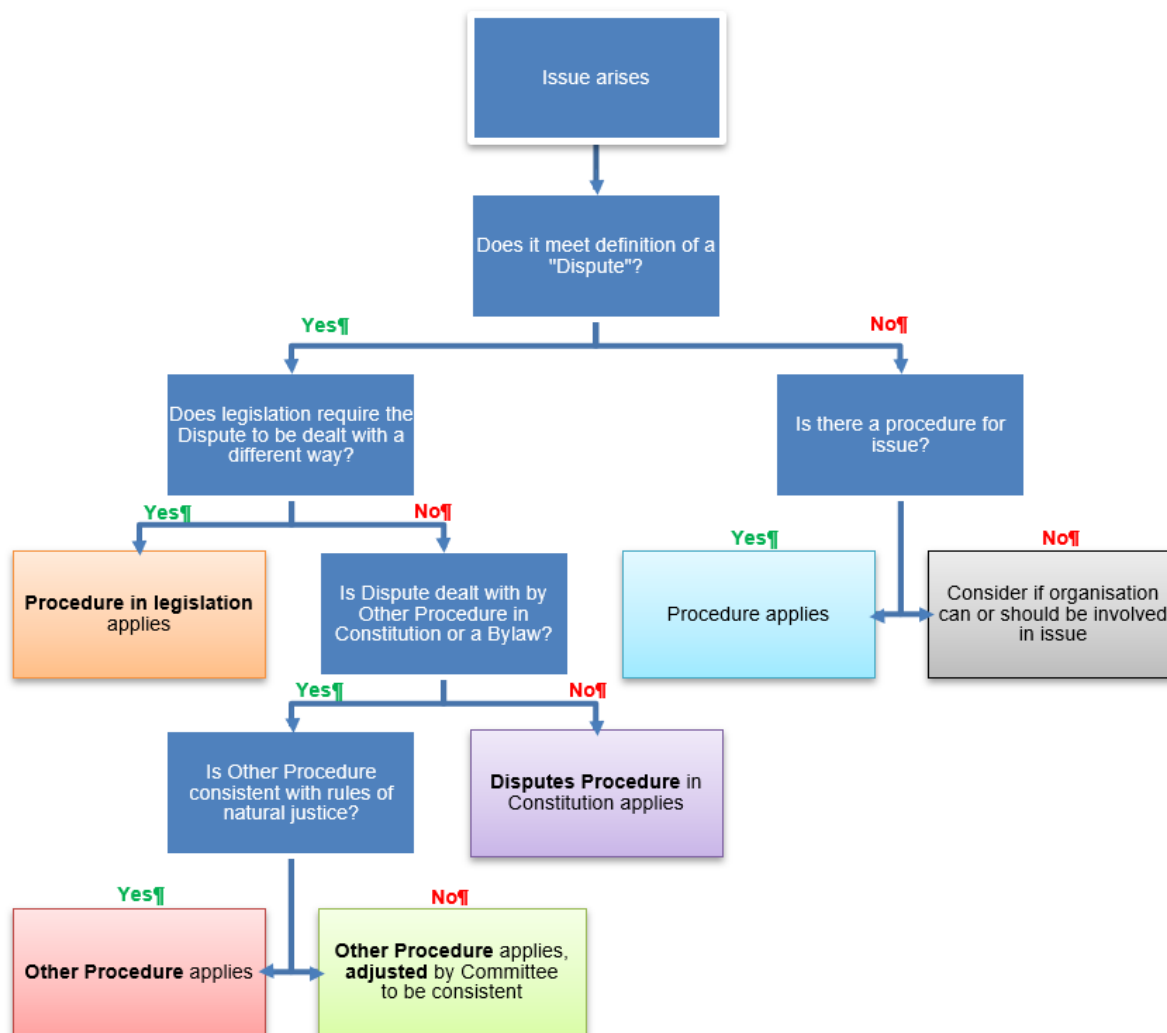 Issue arises
Does it meet definition of a
"Dispute"?
Yes¶
No¶
Does legislation require the
Dispute to be dealt with a
different way?
Is there a procedure for
issue?
Yes¶
No¶
Yes¶
No¶
Procedure in legislation
applies
Is Dispute dealt with by
Other Procedure in
Constitution or a Bylaw?
Procedure applies
Consider if organisation
can or should be involved
in issue
Yes¶
No¶
Is Other Procedure
consistent with rules of
natural justice?
Disputes Procedure in
Constitution applies
Yes¶
No¶
Other Procedure applies
Other Procedure applies,
adjusted by Committee
to be consistent